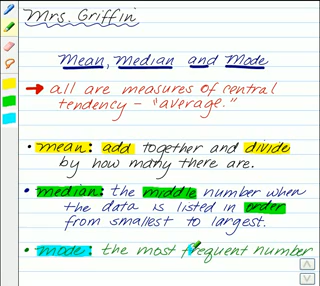 Mrs. Griffin
Mean, Median and Mode
→ all are measures of central
tendency – "average."
• mean: add together and divide
by how many there are.
• median: the middle number when
the data is listed in order
from smallest to largest.
• mode: the most frequent number